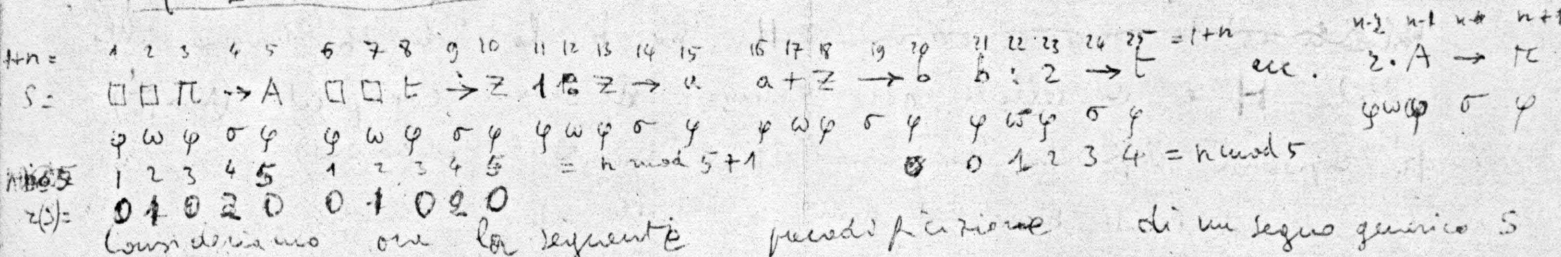 1+n = 1 2 3 4 5 6 7 8 9 10 11 12 13 14 15 16 17 18 19 20 21 22 23 24 25 = 1+n n-2 n-1 n n+1
S = □ □ π → A □ □ t → z 1 : z → a a + z → b b : 2 → t ecc. 2 · A → π
φ ω φ σ φ φ ω φ σ φ φ ω φ σ φ φ ω φ σ φ φ ω φ σ φ φ ω φ σ φ
1 2 3 4 5 1 2 3 4 5 = n mod 5 + 1 0 0 1 2 3 4 = n mod 5
z(S) = 0 1 0 2 0 0 1 0 2 0
Consideriamo ora la seguente di un segno generico S